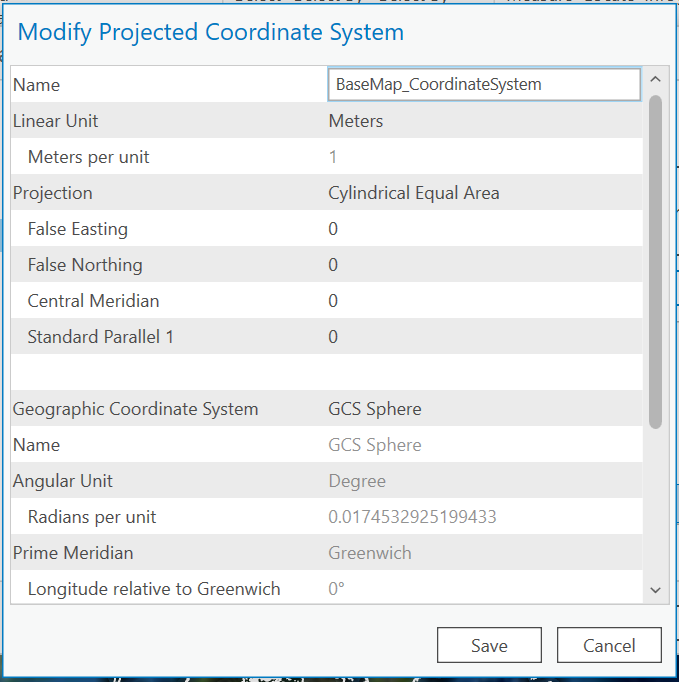 Modify Projected Coordinate System
Name BaseMap_CoordinateSystem
Linear Unit Meters
Meters per unit 1
Projection Cylindrical Equal Area
False Easting 0
False Northing 0
Central Meridian 0
Standard Parallel 1 0
Geographic Coordinate System GCS Sphere
Name GCS Sphere
Angular Unit Degree
Radians per unit 0.0174532925199433
Prime Meridian Greenwich
Longitude relative to Greenwich 0°
Save Cancel